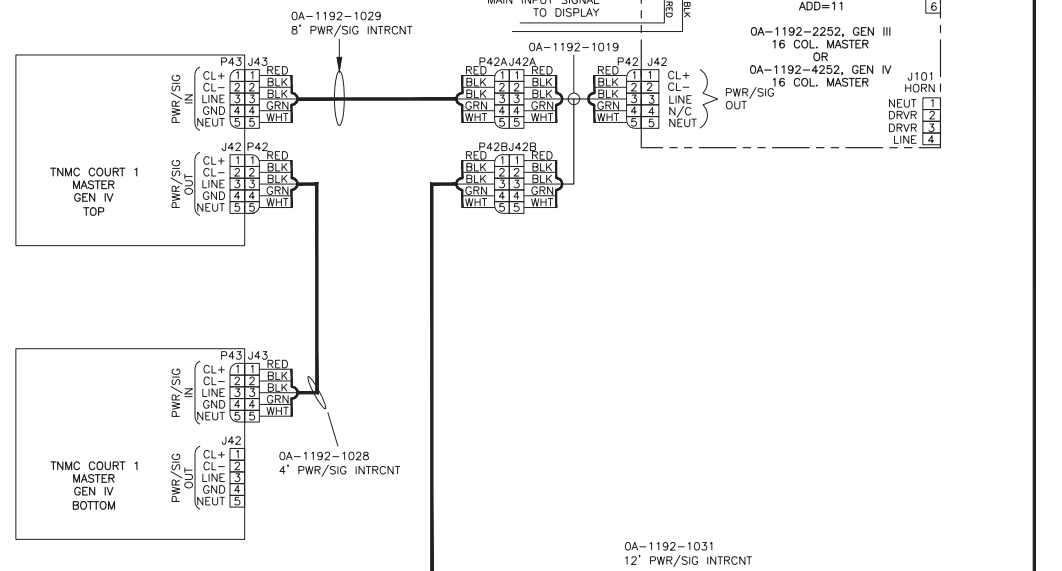 MAIN INPUT SIGNAL
TO DISPLAY
RED
BLK
ADD=11
6
0A-1192-1029
8' PWR/SIG INTRCNT
0A-1192-1019
0A-1192-2252, GEN III
16 COL. MASTER
OR
0A-1192-4252, GEN IV
16 COL. MASTER
J101
HORN
NEUT 1
DRVR 2
DRVR 3
LINE 4
TNMC COURT 1
MASTER
GEN IV
TOP
PWR/SIG
IN
P43 J43
CL+ 1 1 RED
CL- 2 2 BLK
LINE 3 3 BLK
GND 4 4 GRN
NEUT 5 5 WHT
P42A J42A
RED 1 1 RED
BLK 2 2 BLK
BLK 3 3 BLK
GRN 4 4 GRN
WHT 5 5 WHT
P42 J42
RED 1 1 CL+
BLK 2 2 CL-
BLK 3 3 LINE
GRN 4 4 N/C
WHT 5 5 NEUT
PWR/SIG
OUT
PWR/SIG
OUT
J42 P42
CL+ 1 1 RED
CL- 2 2 BLK
LINE 3 3 BLK
GND 4 4 GRN
NEUT 5 5 WHT
P42B J42B
RED 1 1 RED
BLK 2 2 BLK
BLK 3 3 BLK
GRN 4 4 GRN
WHT 5 5 WHT
TNMC COURT 1
MASTER
GEN IV
BOTTOM
PWR/SIG
IN
P43 J43
CL+ 1 1 RED
CL- 2 2 BLK
LINE 3 3 BLK
GND 4 4 GRN
NEUT 5 5 WHT
PWR/SIG
OUT
J42
CL+ 1
CL- 2
LINE 3
GND 4
NEUT 5
0A-1192-1028
4' PWR/SIG INTRCNT
0A-1192-1031
12' PWR/SIG INTRCNT